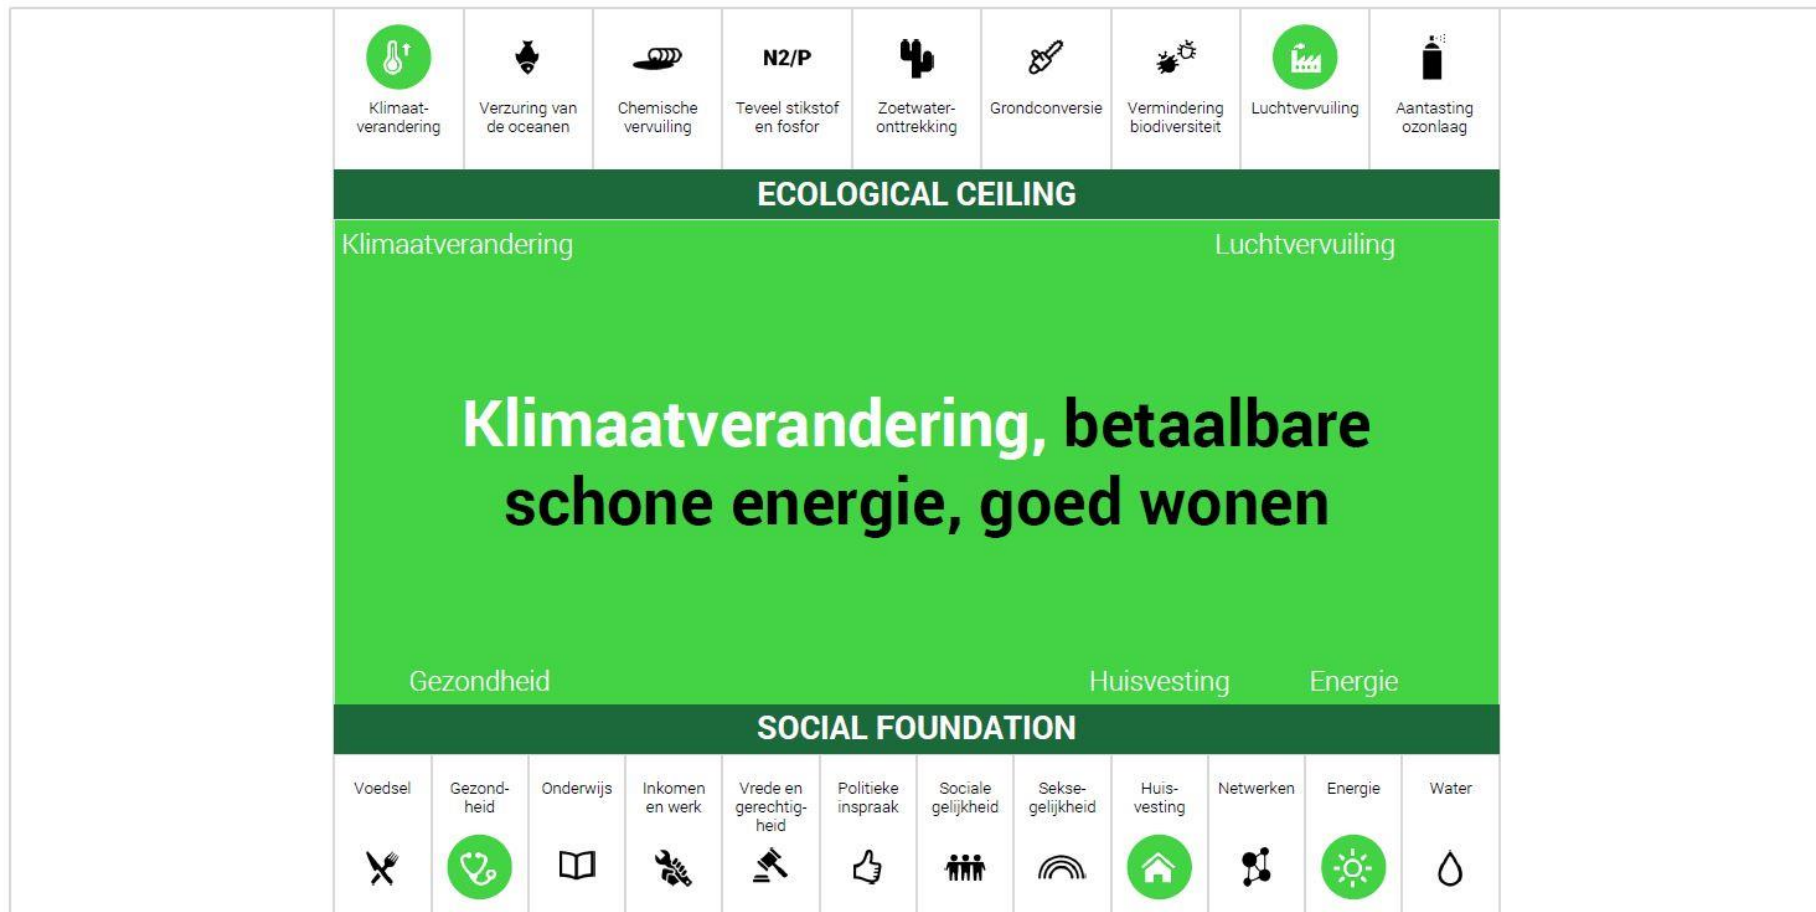 Klimaat-
verandering
Verzuring van
de oceanen
Chemische
vervuiling
N2/P
Teveel stikstof
en fosfor
Zoetwater-
onttrekking
Grondconversie
Vermindering
biodiversiteit
Luchtvervuiling
Aantasting
ozonlaag
ECOLOGICAL CEILING
Klimaatverandering
Luchtvervuiling
Klimaatverandering, betaalbare
schone energie, goed wonen
Gezondheid
Huisvesting
Energie
SOCIAL FOUNDATION
Voedsel
Gezond-
heid
Onderwijs
Inkomen
en werk
Vrede en
gerechtig-
heid
Politieke
inspraak
Sociale
gelijkheid
Sekse-
gelijkheid
Huis-
vesting
Netwerken
Energie
Water